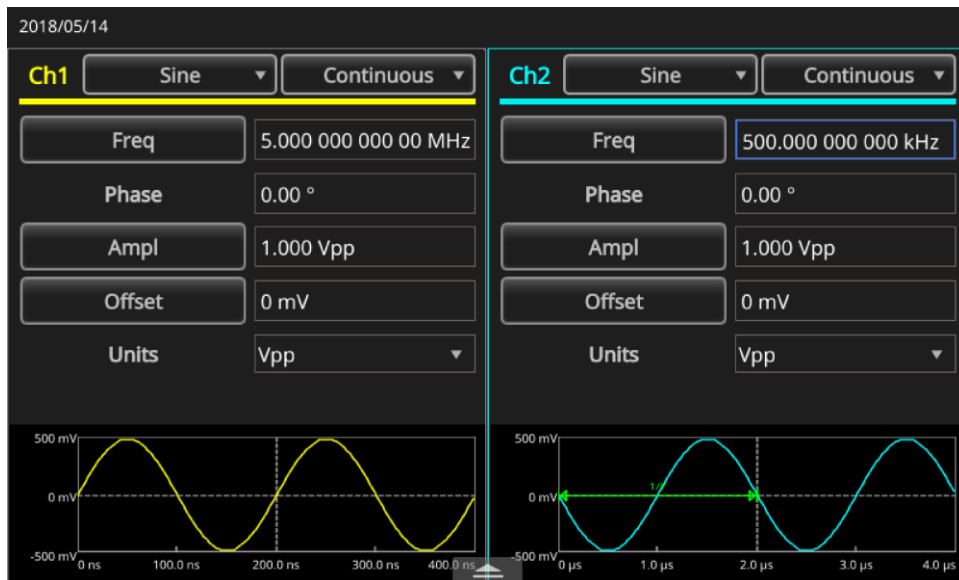 2018/05/14
Ch1 Sine Continuous
Freq 5.000 000 000 00 MHz
Phase 0.00 °
Ampl 1.000 Vpp
Offset 0 mV
Units Vpp
500 mV
0 mV
-500 mV
0 ns 100.0 ns 200.0 ns 300.0 ns 400.0 ns
Ch2 Sine Continuous
Freq 500.000 000 000 kHz
Phase 0.00 °
Ampl 1.000 Vpp
Offset 0 mV
Units Vpp
500 mV
0 mV
-500 mV
0 µs 1.0 µs 2.0 µs 3.0 µs 4.0 µs